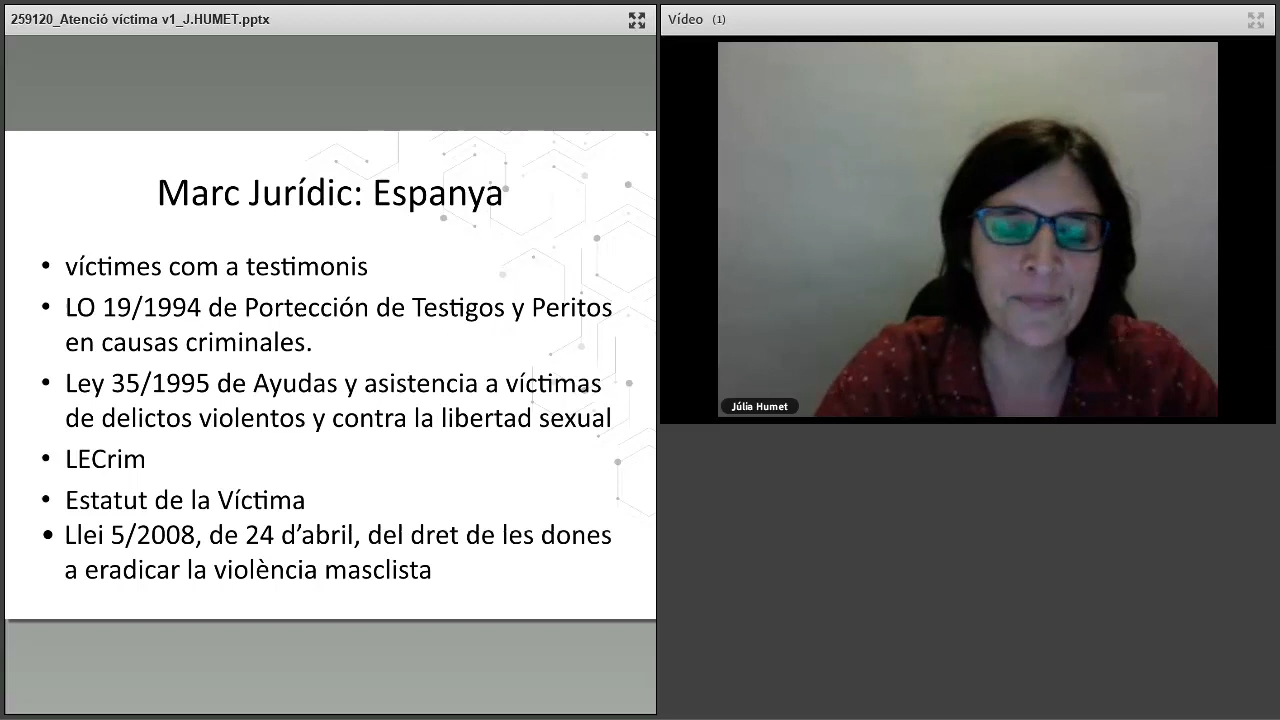 259120_Atenció víctima v1_J.HUMET.pptx
Vídeo (1)
Marc Jurídic: Espanya
• víctimes com a testimonis
• LO 19/1994 de Portección de Testigos y Peritos
en causas criminales.
• Ley 35/1995 de Ayudas y asistencia a víctimas
de delictos violentos y contra la libertad sexual
• LECrim
• Estatut de la Víctima
• Llei 5/2008, de 24 d’abril, del dret de les dones
a eradicar la violència masclista
Júlia Humet